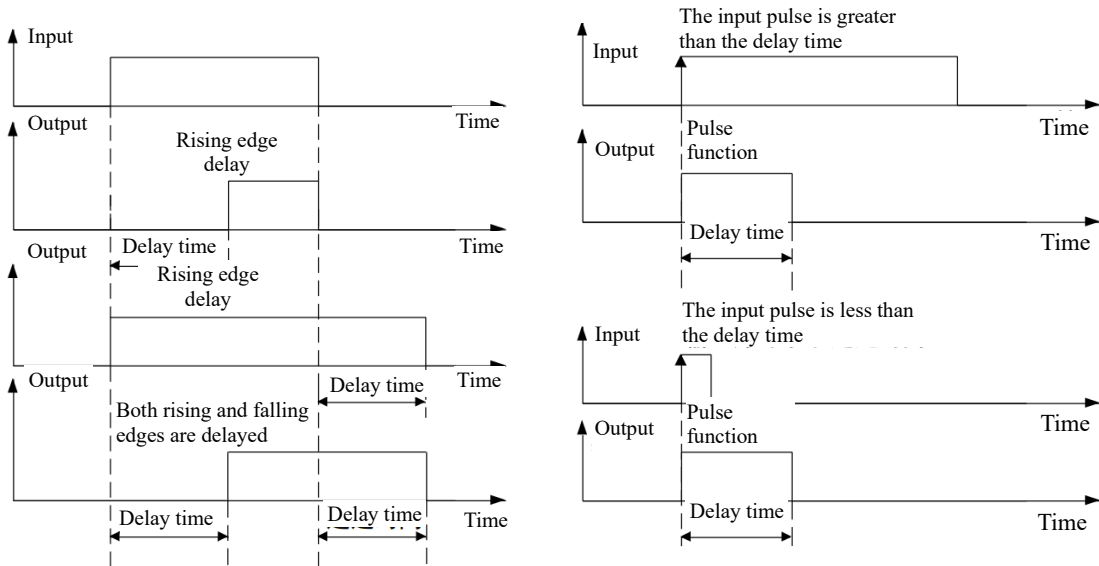 Input
Time
Output
Rising edge
delay
Time
Output
Delay time
Rising edge
delay
Time
Output
Delay time
Both rising and falling
edges are delayed
Time
Delay time
Delay time
The input pulse is greater
than the delay time
Input
Time
Pulse
function
Output
Delay time
Time
The input pulse is less than
the delay time
Input
Time
Pulse
function
Output
Delay time
Time